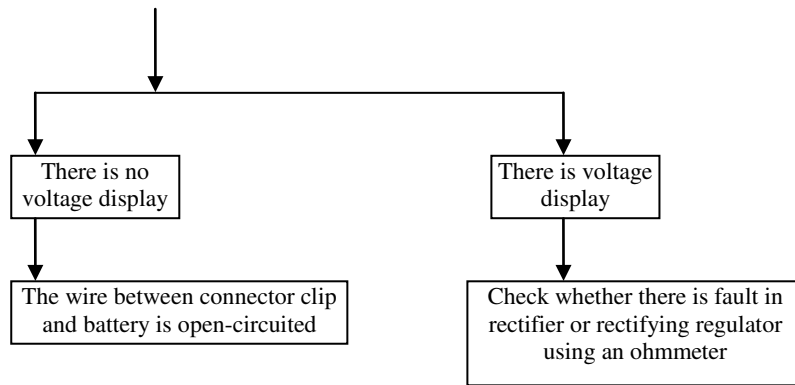 There is no
voltage display
There is voltage
display
The wire between connector clip
and battery is open-circuited
Check whether there is fault in
rectifier or rectifying regulator
using an ohmmeter